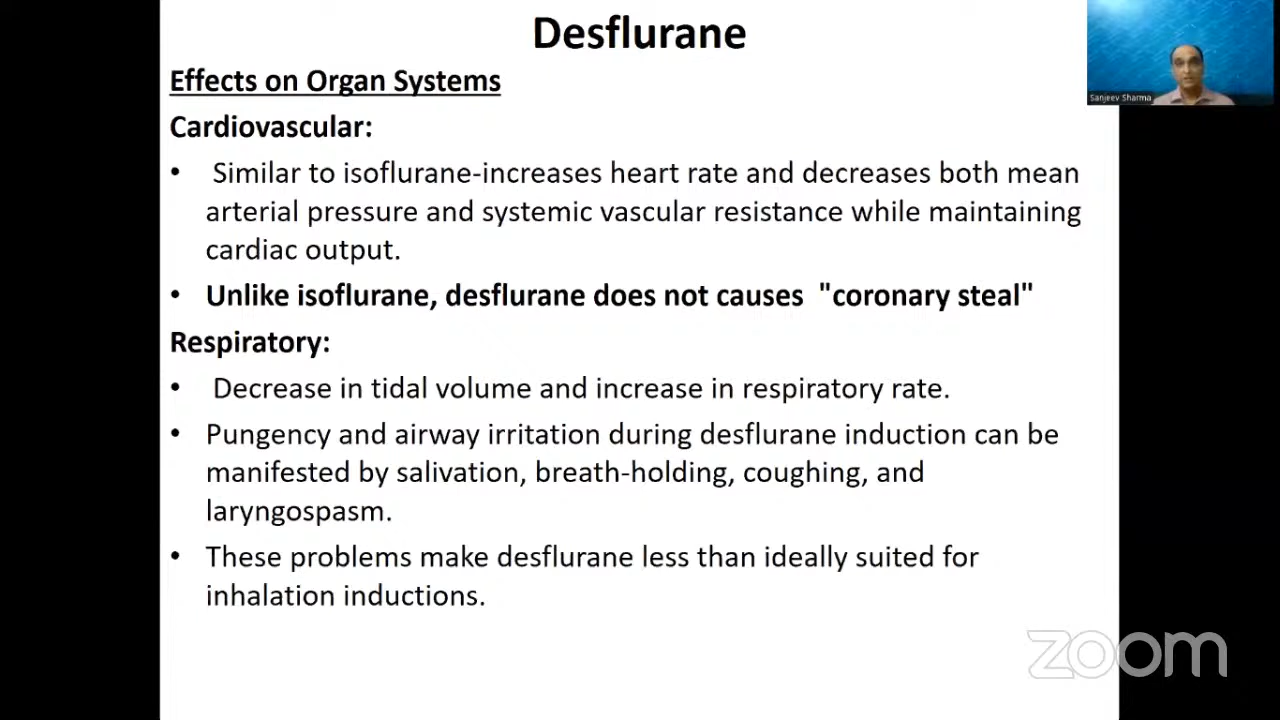 Desflurane
Effects on Organ Systems
Cardiovascular:
• Similar to isoflurane-increases heart rate and decreases both mean
arterial pressure and systemic vascular resistance while maintaining
cardiac output.
• Unlike isoflurane, desflurane does not causes "coronary steal"
Respiratory:
• Decrease in tidal volume and increase in respiratory rate.
• Pungency and airway irritation during desflurane induction can be
manifested by salivation, breath-holding, coughing, and
laryngospasm.
• These problems make desflurane less than ideally suited for
inhalation inductions.
Sanjeev Sharma
zoom